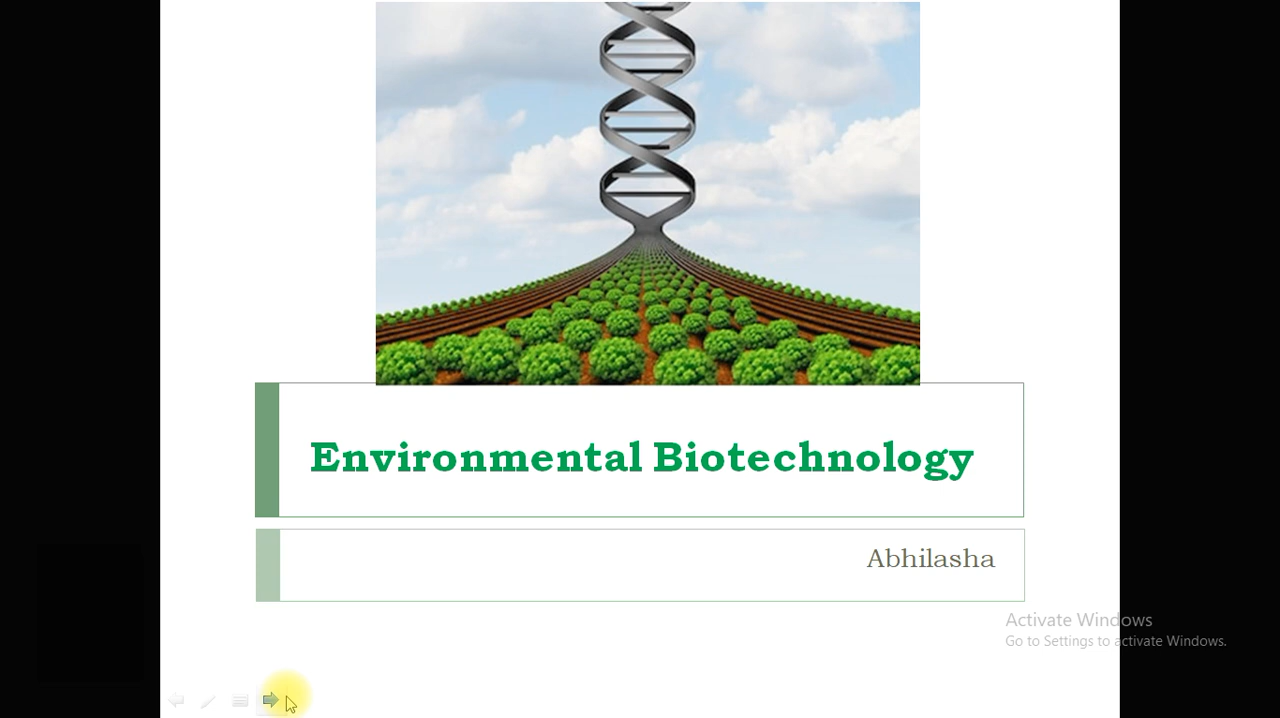 Environmental Biotechnology
Abhilasha
Activate Windows
Go to Settings to activate Windows.